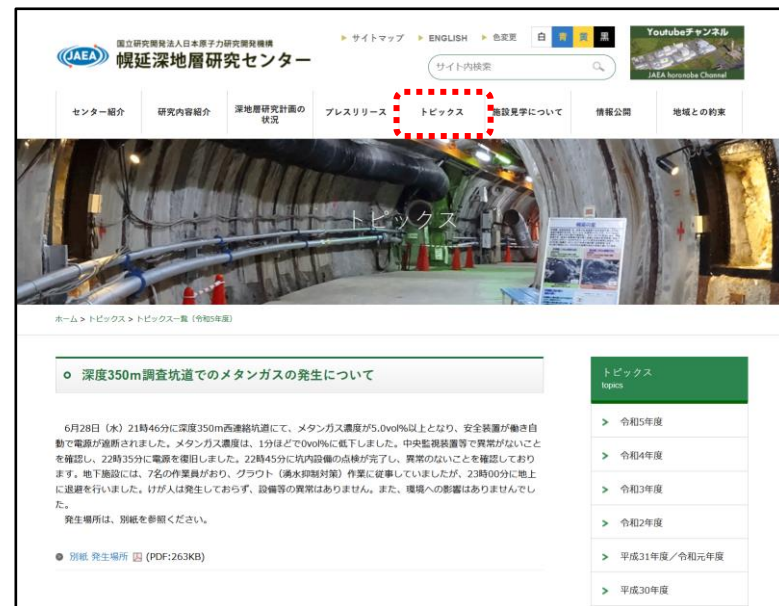 国立研究開発法人日本原子力研究開発機構
幌延深地層研究センター
サイトマップ ENGLISH 色変更 白 青 黄 黒
サイト内検索
Youtubeチャンネル
JAEA horonobe Channel
センター紹介 研究内容紹介 深地層研究計画の状況 プレスリリース トピックス 施設見学について 情報公開 地域との約束
トピックス
ホーム > トピックス > トピックス一覧（令和5年度）
深度350m調査坑道でのメタンガスの発生について
6月28日（水）21時46分に深度350m西連絡坑道にて、メタンガス濃度が5.0vol%以上となり、安全装置が働き自
動で電源が遮断されました。メタンガス濃度は、1分ほどで0vol%に低下しました。中央監視装置等で異常がないこと
を確認し、22時35分に電源を復旧しました。22時45分に坑内設備の点検が完了し、異常のないことを確認しており
ます。地下施設には、7名の作業員がおり、グラウト（湧水抑制対策）作業に従事していましたが、23時00分に地上
に退避を行いました。けが人は発生しておらず、設備等の異常はありません。また、環境への影響はありませんでし
た。
発生場所は、別紙を参照ください。
別紙 発生場所 (PDF:263KB)
トピックス
topics
令和5年度
令和4年度
令和3年度
令和2年度
平成31年度／令和元年度
平成30年度